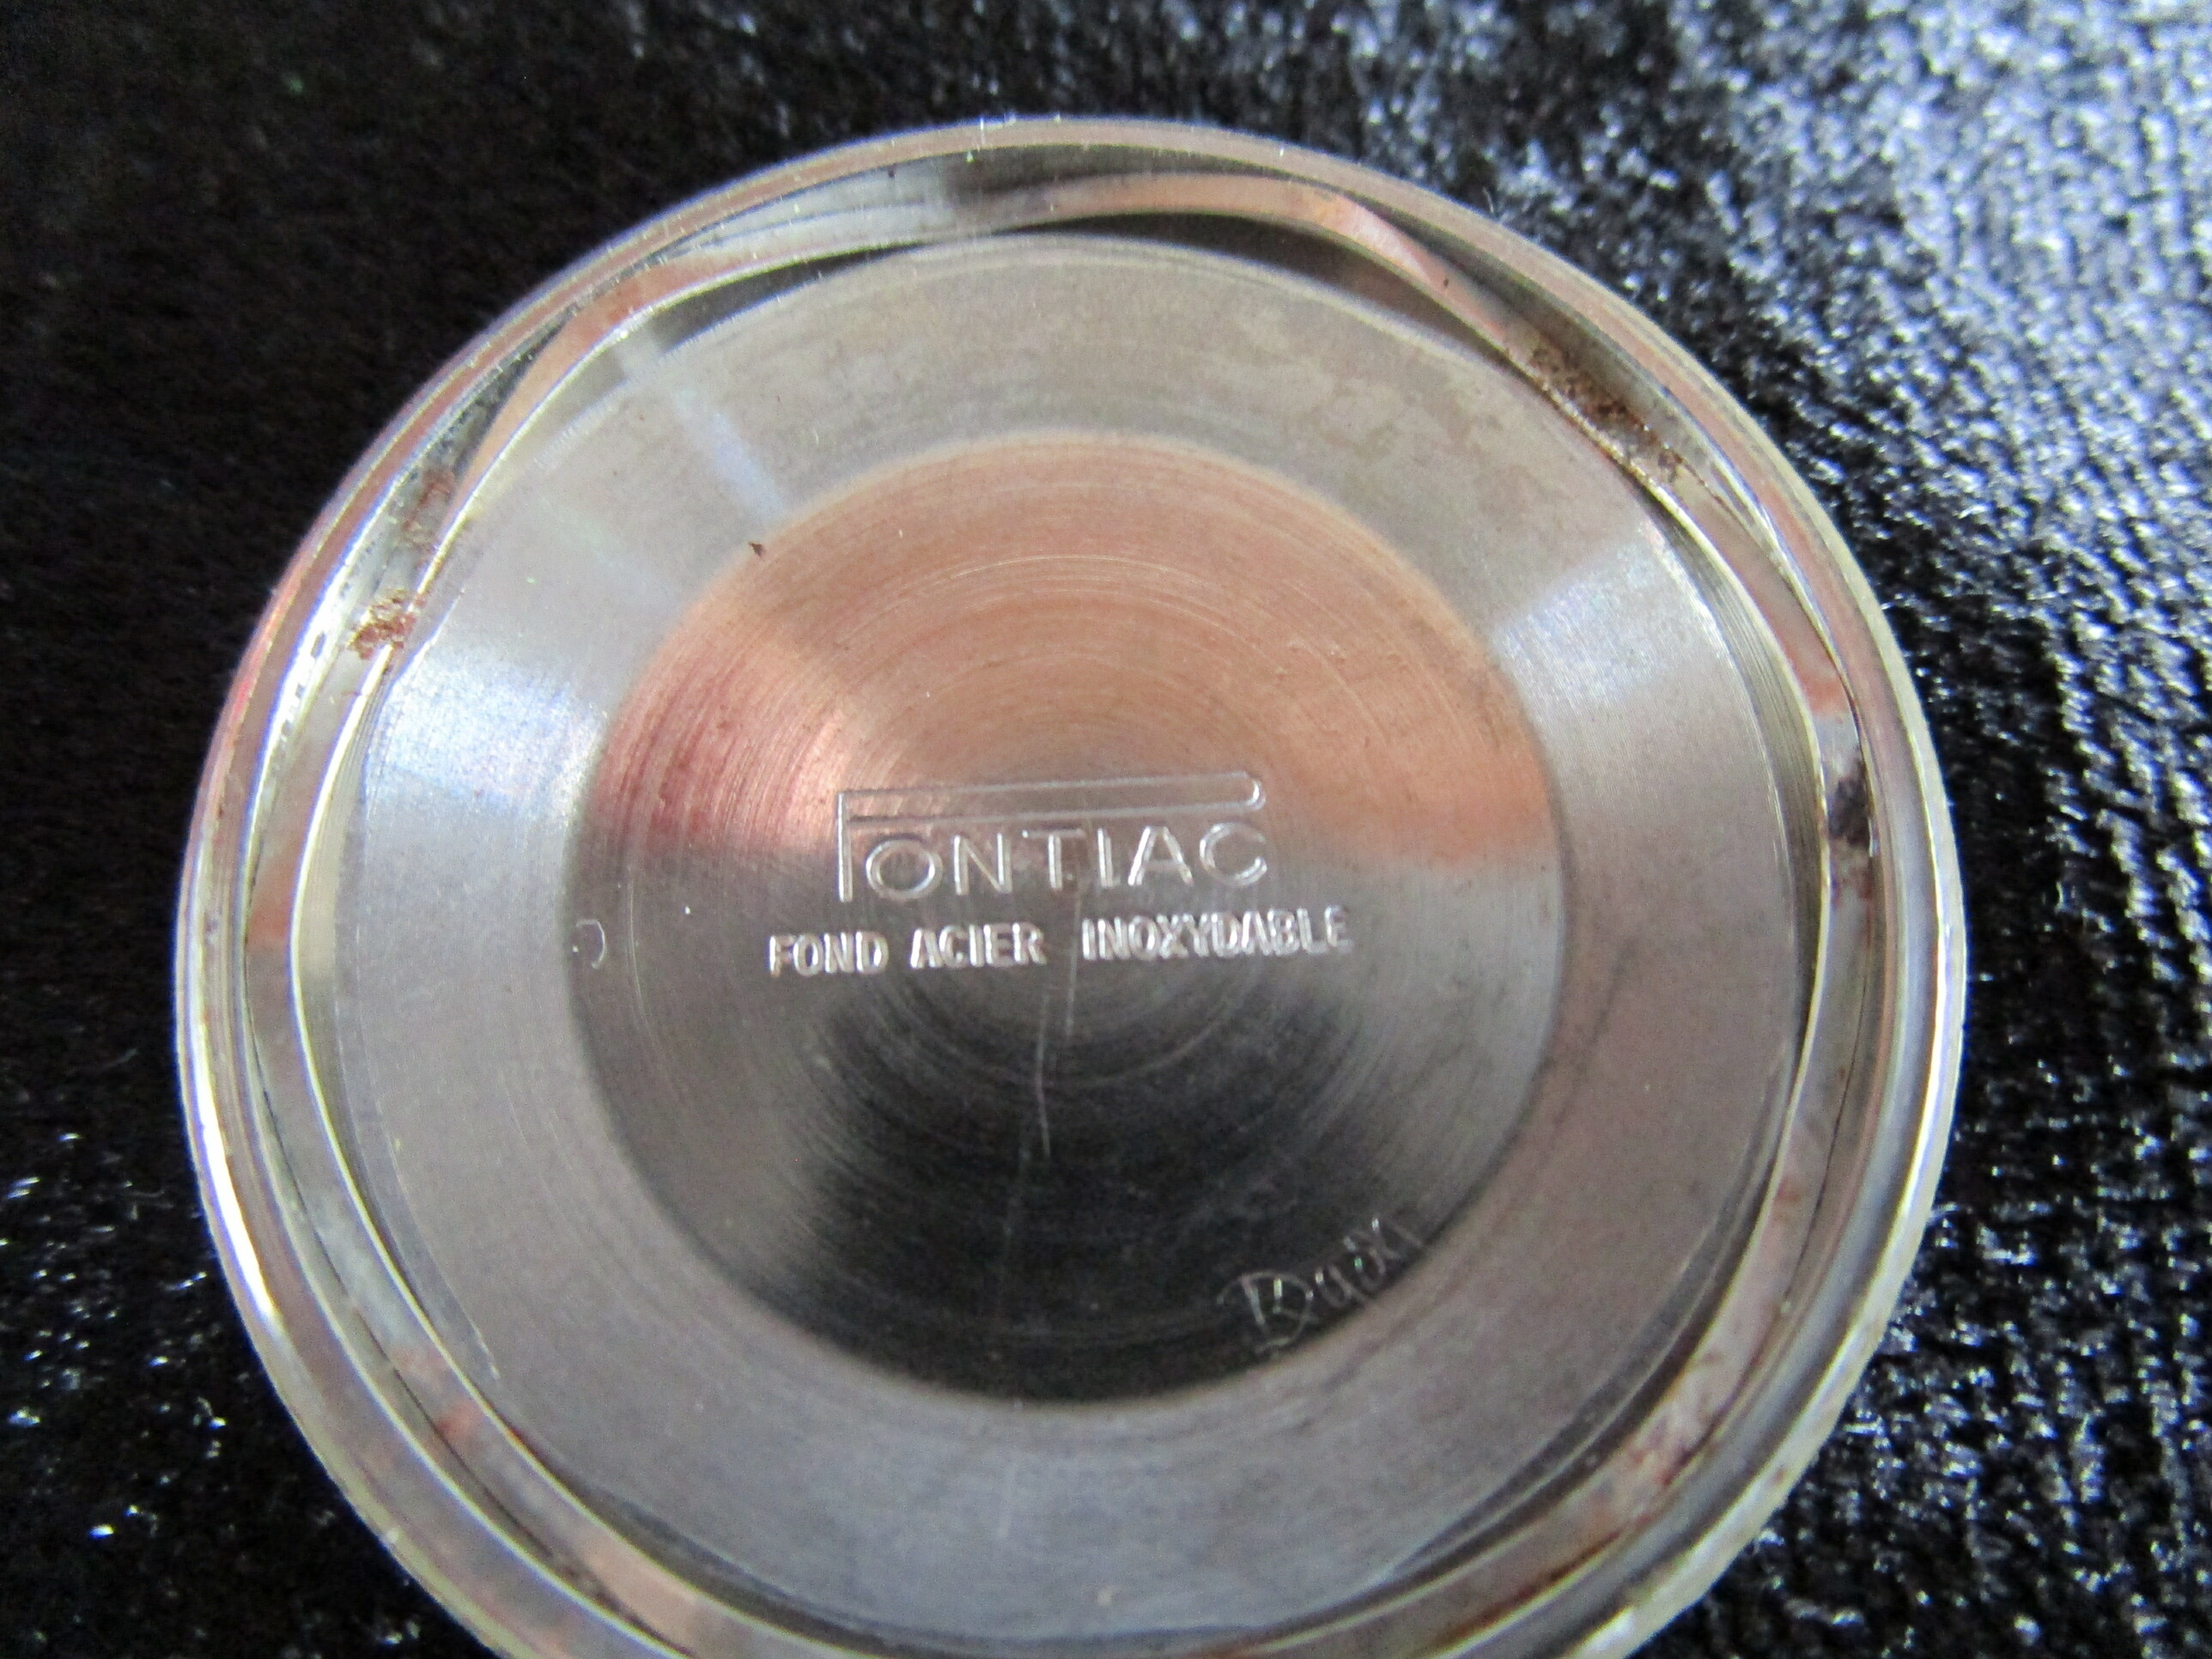 PONTIAC
FOND ACIER INOXYDABLE